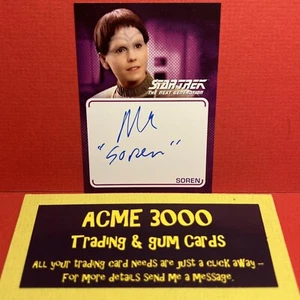 STAR TREK
THE NEXT GENERATION
"Soren"
SOREN
ACME 3000
Trading & Gum Cards
All your trading card needs are just a click away –
For more details send me a message.